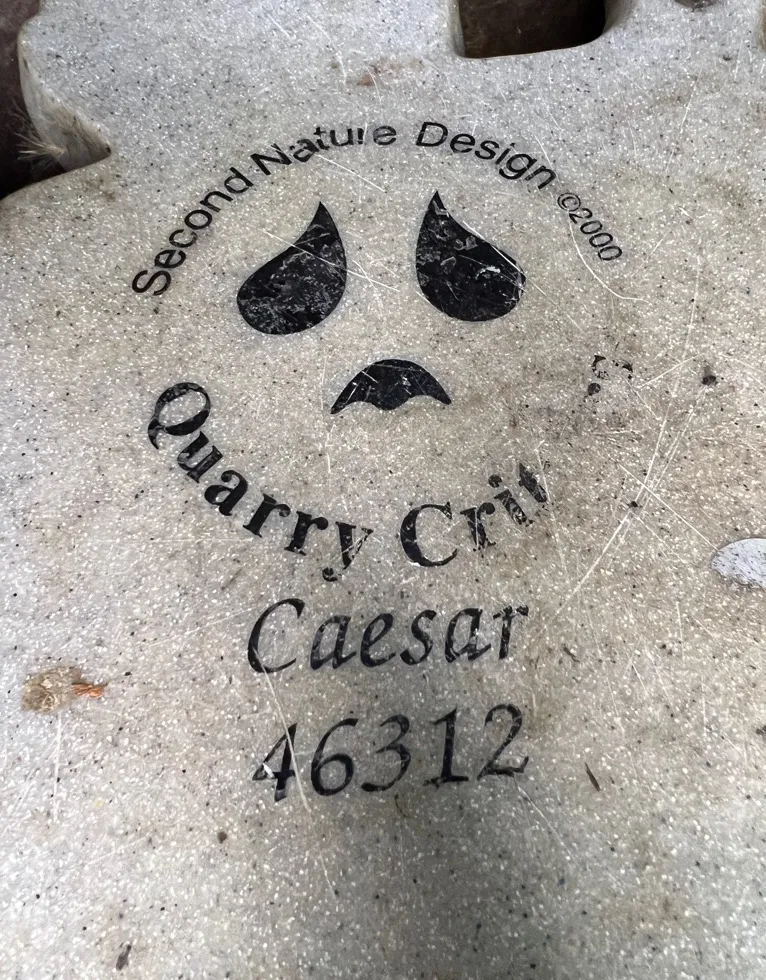 Second Nature Design ©2000
Quarry Crit
Caesar
46312